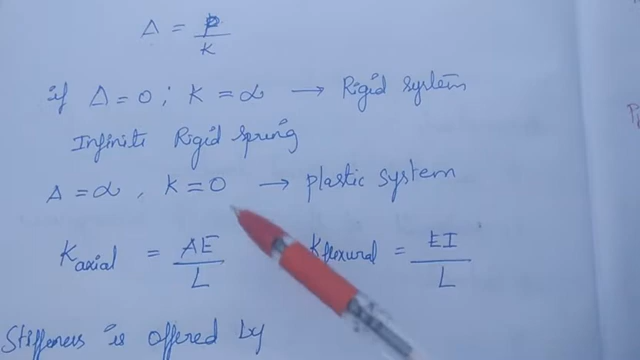 Δ = P/K
if Δ = 0 ; K = α → Rigid system
Infinite Rigid spring
Δ = α , K = 0 → plastic system
K axial = AE/L K flexural = EI/L
Stiffness is offered by